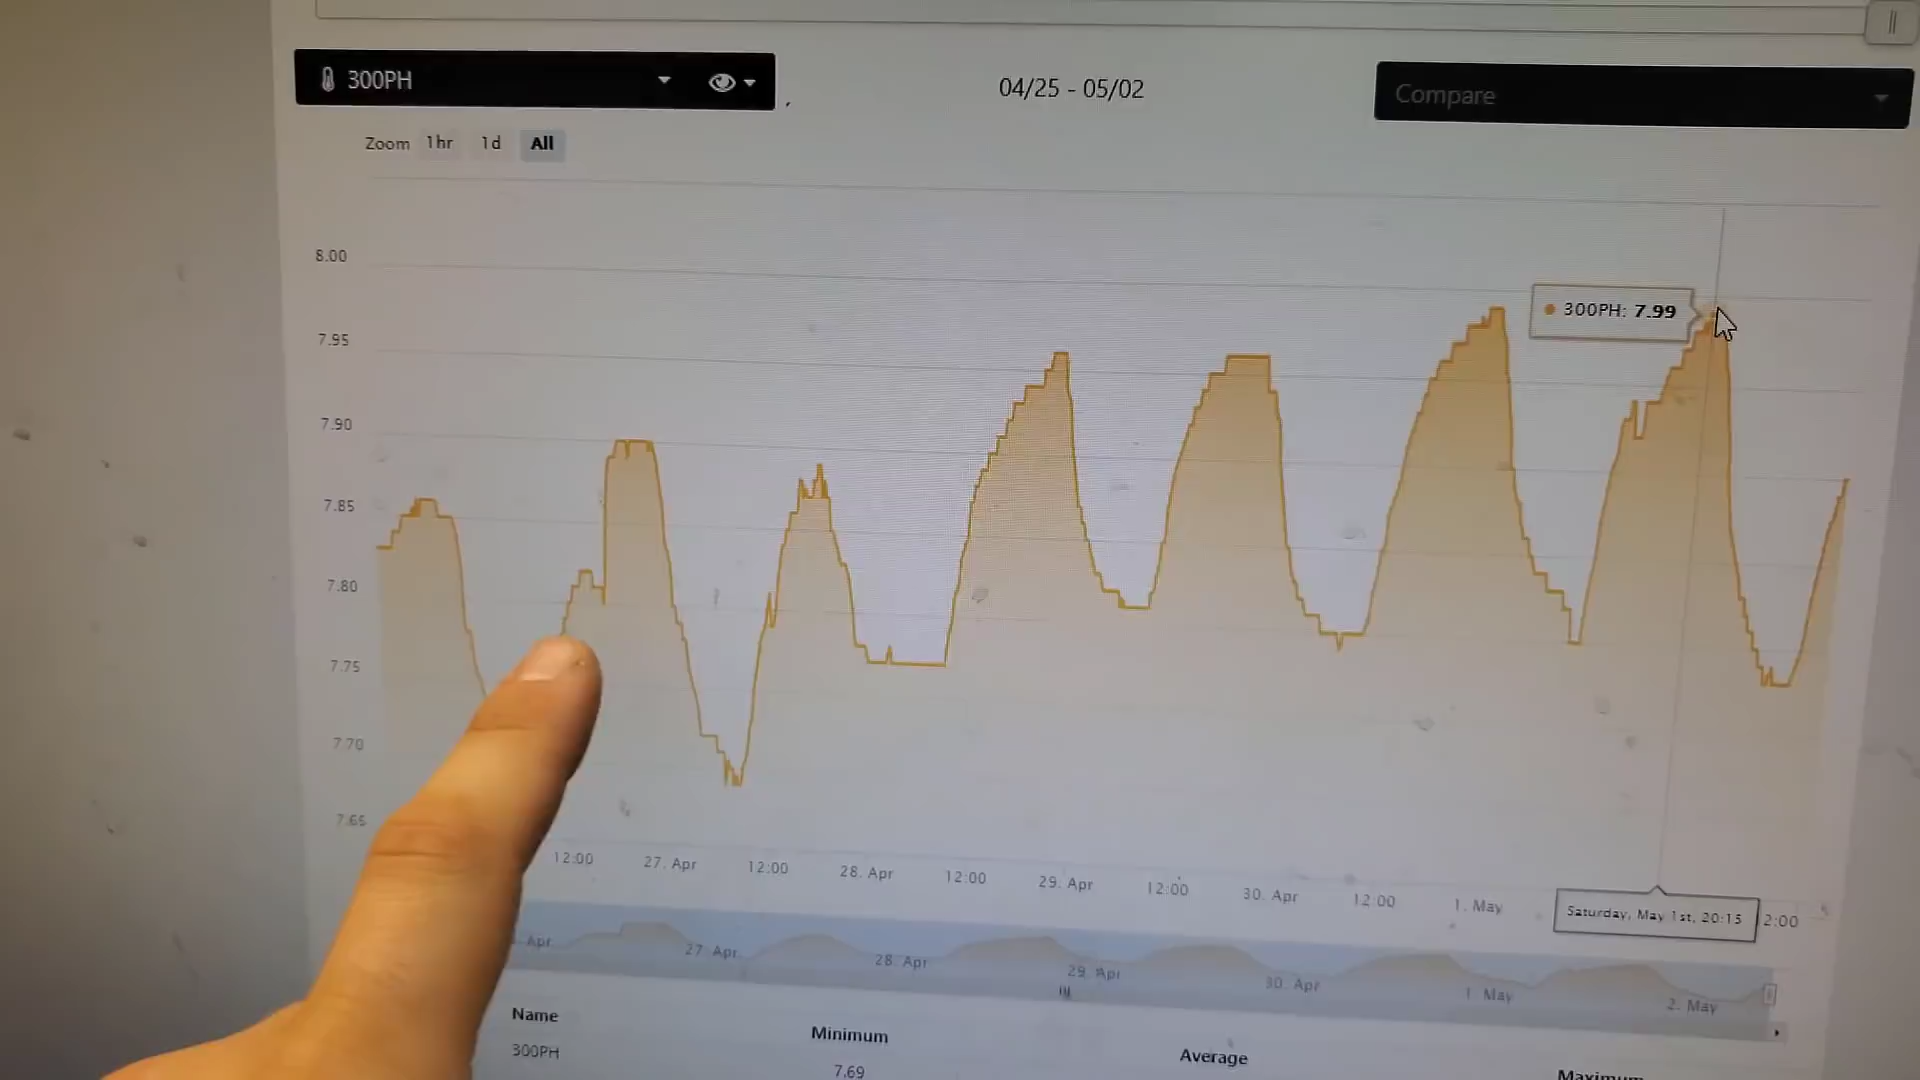 300PH
04/25 - 05/02
Compare
Zoom 1hr 1d All
8.00
7.95
7.90
7.85
7.80
7.75
7.70
7.65
300PH: 7.99
12:00 27. Apr 12:00 28. Apr 12:00 29. Apr 12:00 30. Apr 12:00 1. May
Saturday, May 1st, 20:15
2:00
Apr 27 Apr 28 Apr 29 Apr 30. Apr 1. May 2. May
Name Minimum Average Maximum
300PH 7.69